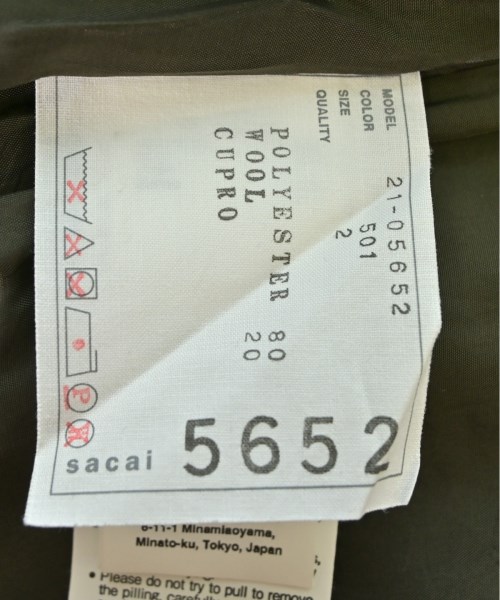 MODEL 21-05652
COLOR 501
SIZE 2
QUALITY
POLYESTER 80
WOOL 20
CUPRO
P
sacai 5652
6-11-1 Minamiaoyama,
Minato-ku, Tokyo, Japan
• Please do not try to pull to remove
the pilling,